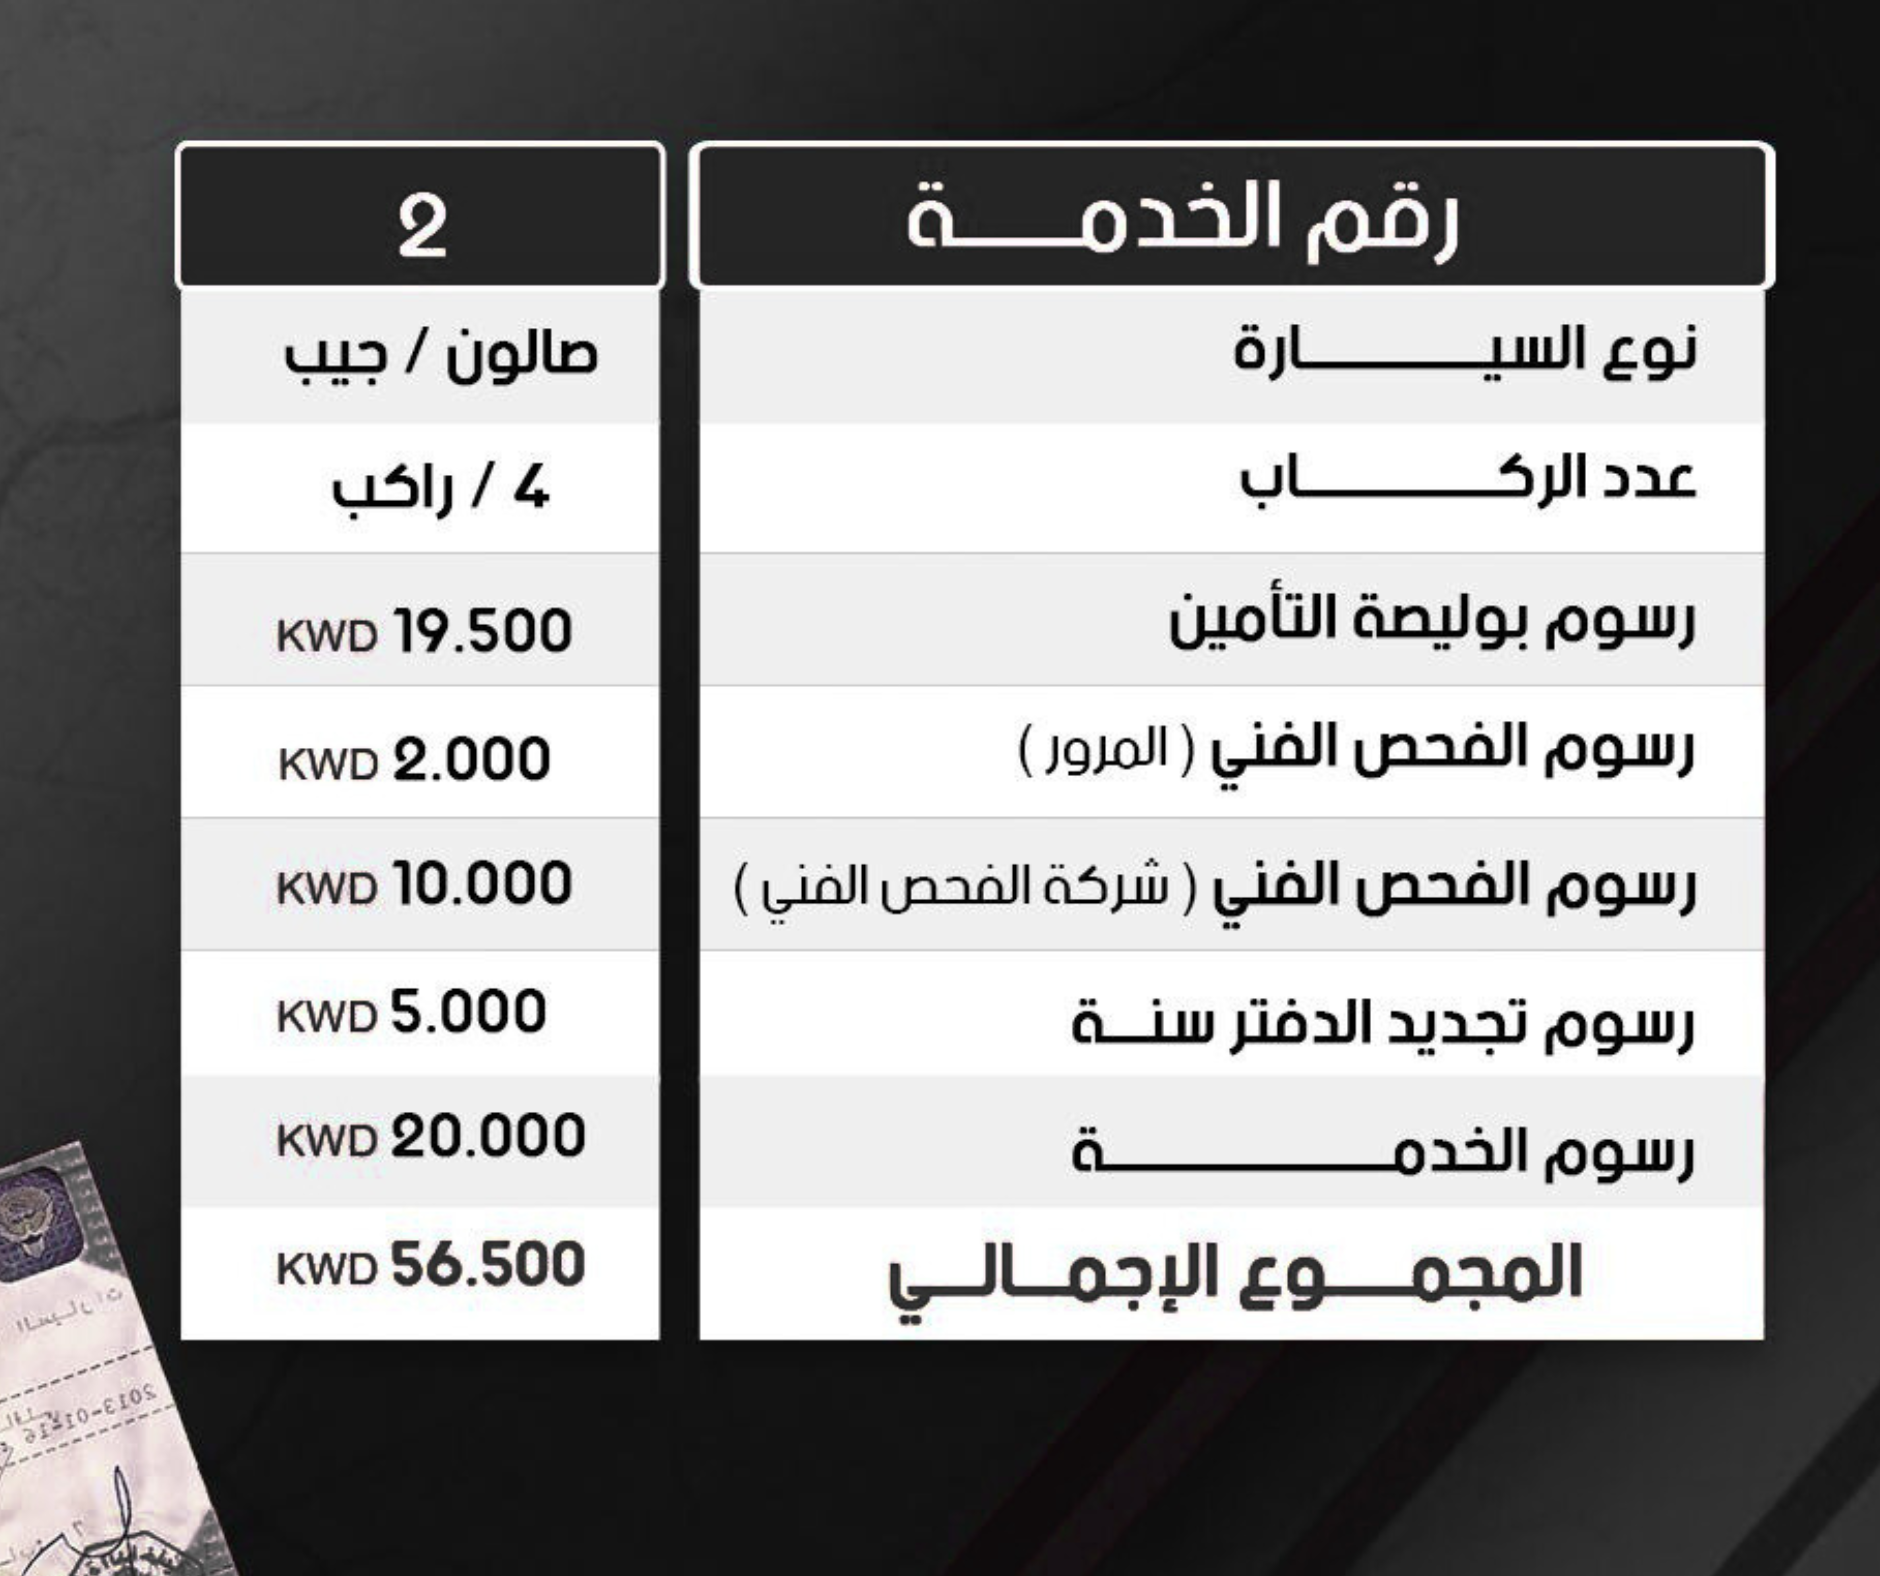 رقم الخدمـــة 2
نوع السيـــــــارة صالون / جيب
عدد الركـــــــاب 4 / راكب
رسوم بوليصة التأمين KWD 19.500
رسوم الفحص الفني ( المرور ) KWD 2.000
رسوم الفحص الفني ( شركة الفحص الفني ) KWD 10.000
رسوم تجديد الدفتر سنـــة KWD 5.000
رسوم الخدمـــــــــــة KWD 20.000
المجمـــوع الإجمـــالـــي KWD 56.500